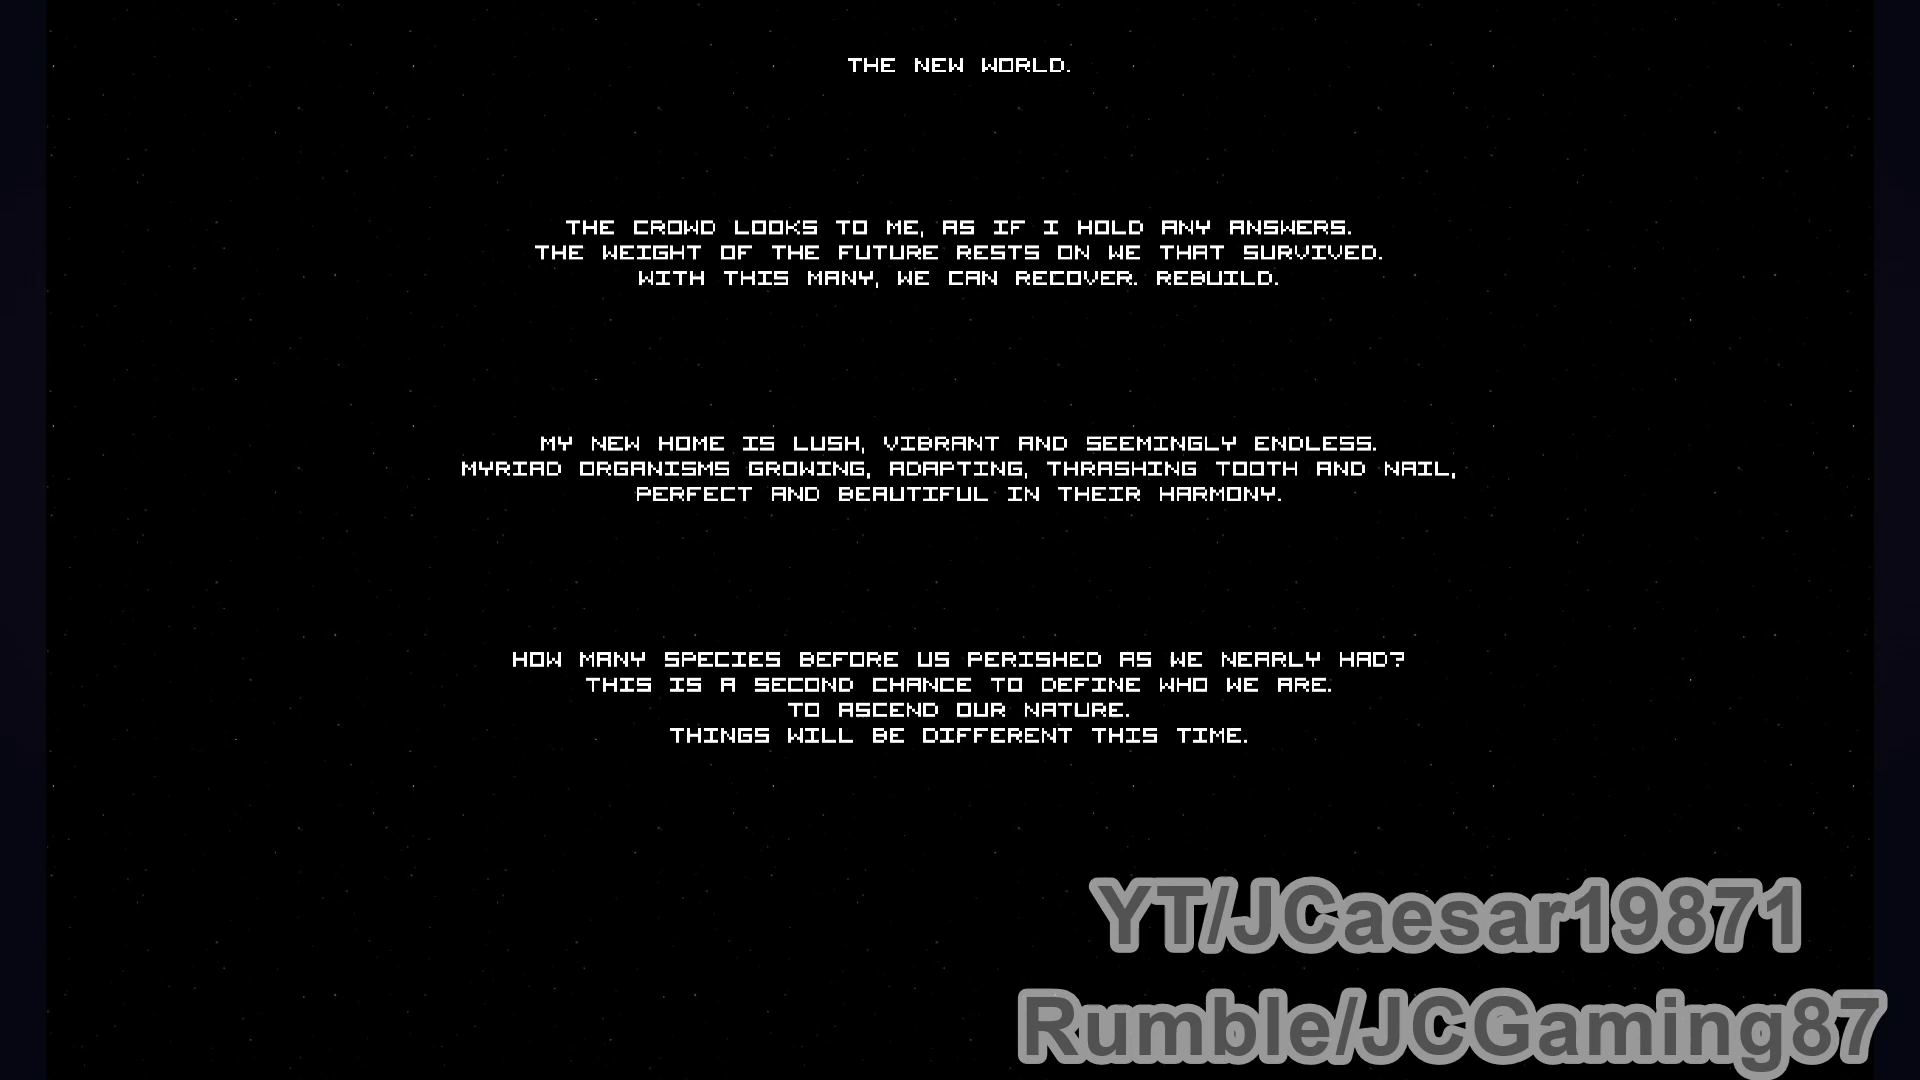 THE NEW WORLD.
THE CROWD LOOKS TO ME, AS IF I HOLD ANY ANSWERS.
THE WEIGHT OF THE FUTURE RESTS ON WE THAT SURVIVED.
WITH THIS MANY, WE CAN RECOVER. REBUILD.
MY NEW HOME IS LUSH, VIBRANT AND SEEMINGLY ENDLESS.
MYRIAD ORGANISMS GROWING, ADAPTING, THRASHING TOOTH AND NAIL,
PERFECT AND BEAUTIFUL IN THEIR HARMONY.
HOW MANY SPECIES BEFORE US PERISHED AS WE NEARLY HAD?
THIS IS A SECOND CHANCE TO DEFINE WHO WE ARE.
TO ASCEND OUR NATURE.
THINGS WILL BE DIFFERENT THIS TIME.
YT/JCaesar19871
Rumble/JCGaming87